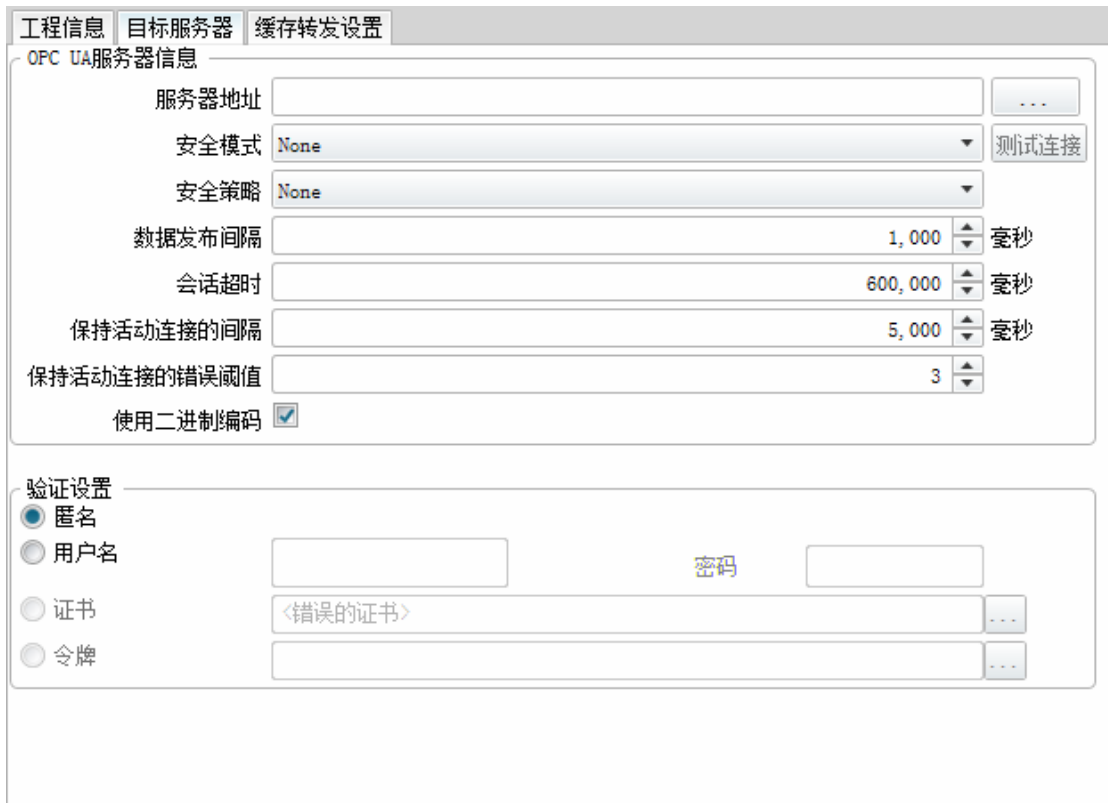 工程信息 目标服务器 缓存转发设置
OPC UA服务器信息
服务器地址 ...
安全模式 None 测试连接
安全策略 None
数据发布间隔 1,000 毫秒
会话超时 600,000 毫秒
保持活动连接的间隔 5,000 毫秒
保持活动连接的错误阈值 3
使用二进制编码
验证设置
匿名
用户名 密码
证书 <错误的证书> ...
令牌 ...